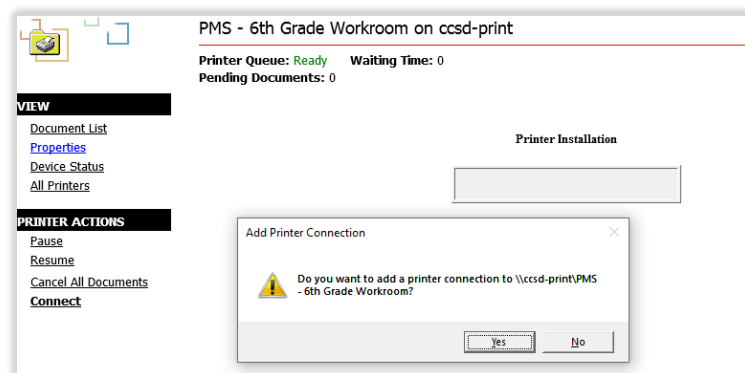 PMS - 6th Grade Workroom on ccsd-print
Printer Queue: Ready Waiting Time: 0
Pending Documents: 0
VIEW
Document List
Properties
Device Status
All Printers
PRINTER ACTIONS
Pause
Resume
Cancel All Documents
Connect
Printer Installation
Add Printer Connection
Do you want to add a printer connection to \\ccsd-print\PMS
- 6th Grade Workroom?
Yes No